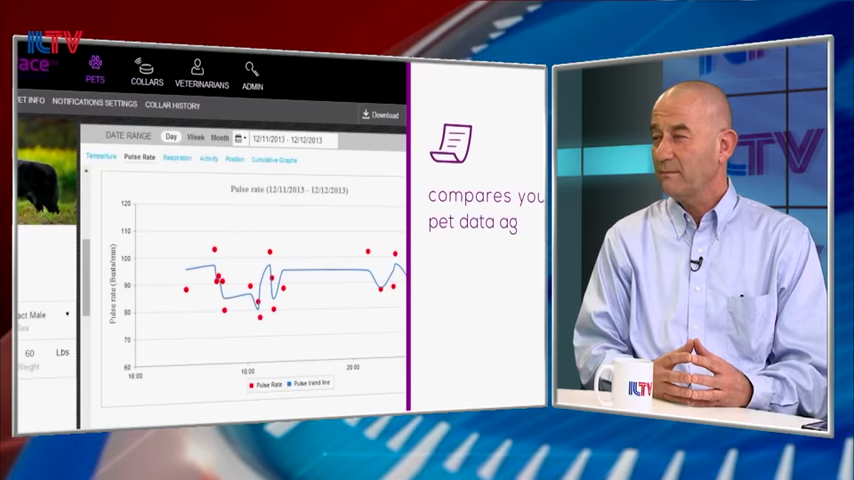 ILTV
ace
PETS
COLLARS
VETERINARIANS
ADMIN
PET INFO NOTIFICATIONS SETTINGS COLLAR HISTORY
Download
DATE RANGE Day Week Month 12/11/2013 - 12/12/2013
Temperture Pulse Rate Respiration Activity Position Cumulative Graphs
Pulse rate (12/11/2013 - 12/12/2013)
Pulse rate (Beats/min)
120
110
100
90
80
70
60
16:00 18:00 20:00
Pulse Rate Pulse trend line
act Male
Sex
60 Lbs
Weight
compares you
pet data ag
ILTV
LTV